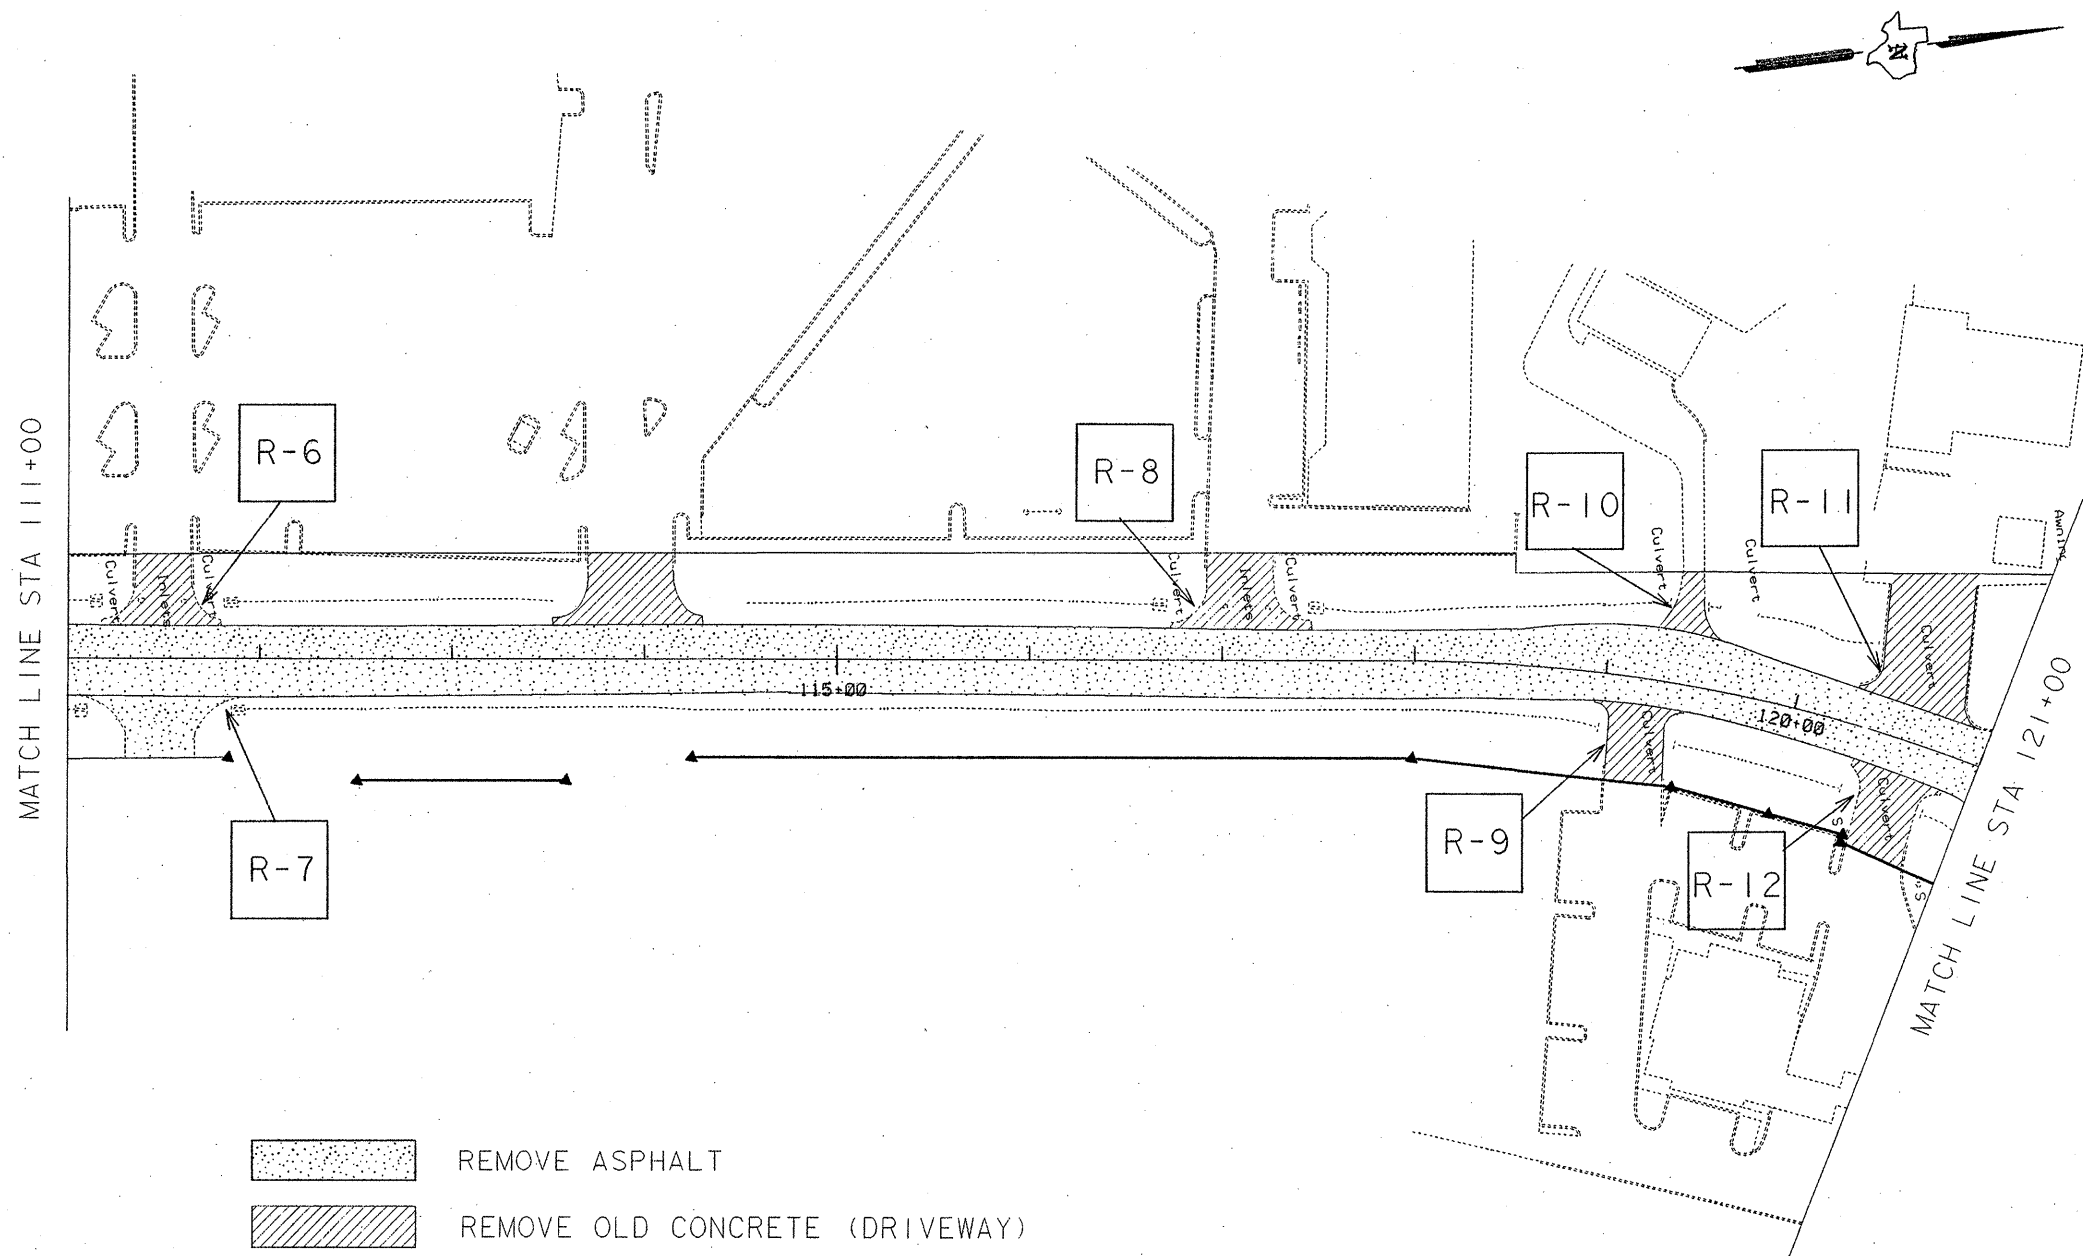 N
MATCH LINE STA 111+00
R-6
R-8
R-10
R-11
Awning
Culvert
Inlets
Culvert
Culvert
Inlets
Culvert
Culvert
Culvert
Culvert
115+00
120+00
Culvert
Culvert
S
S
R-7
R-9
R-12
MATCH LINE STA 121+00
REMOVE ASPHALT
REMOVE OLD CONCRETE (DRIVEWAY)